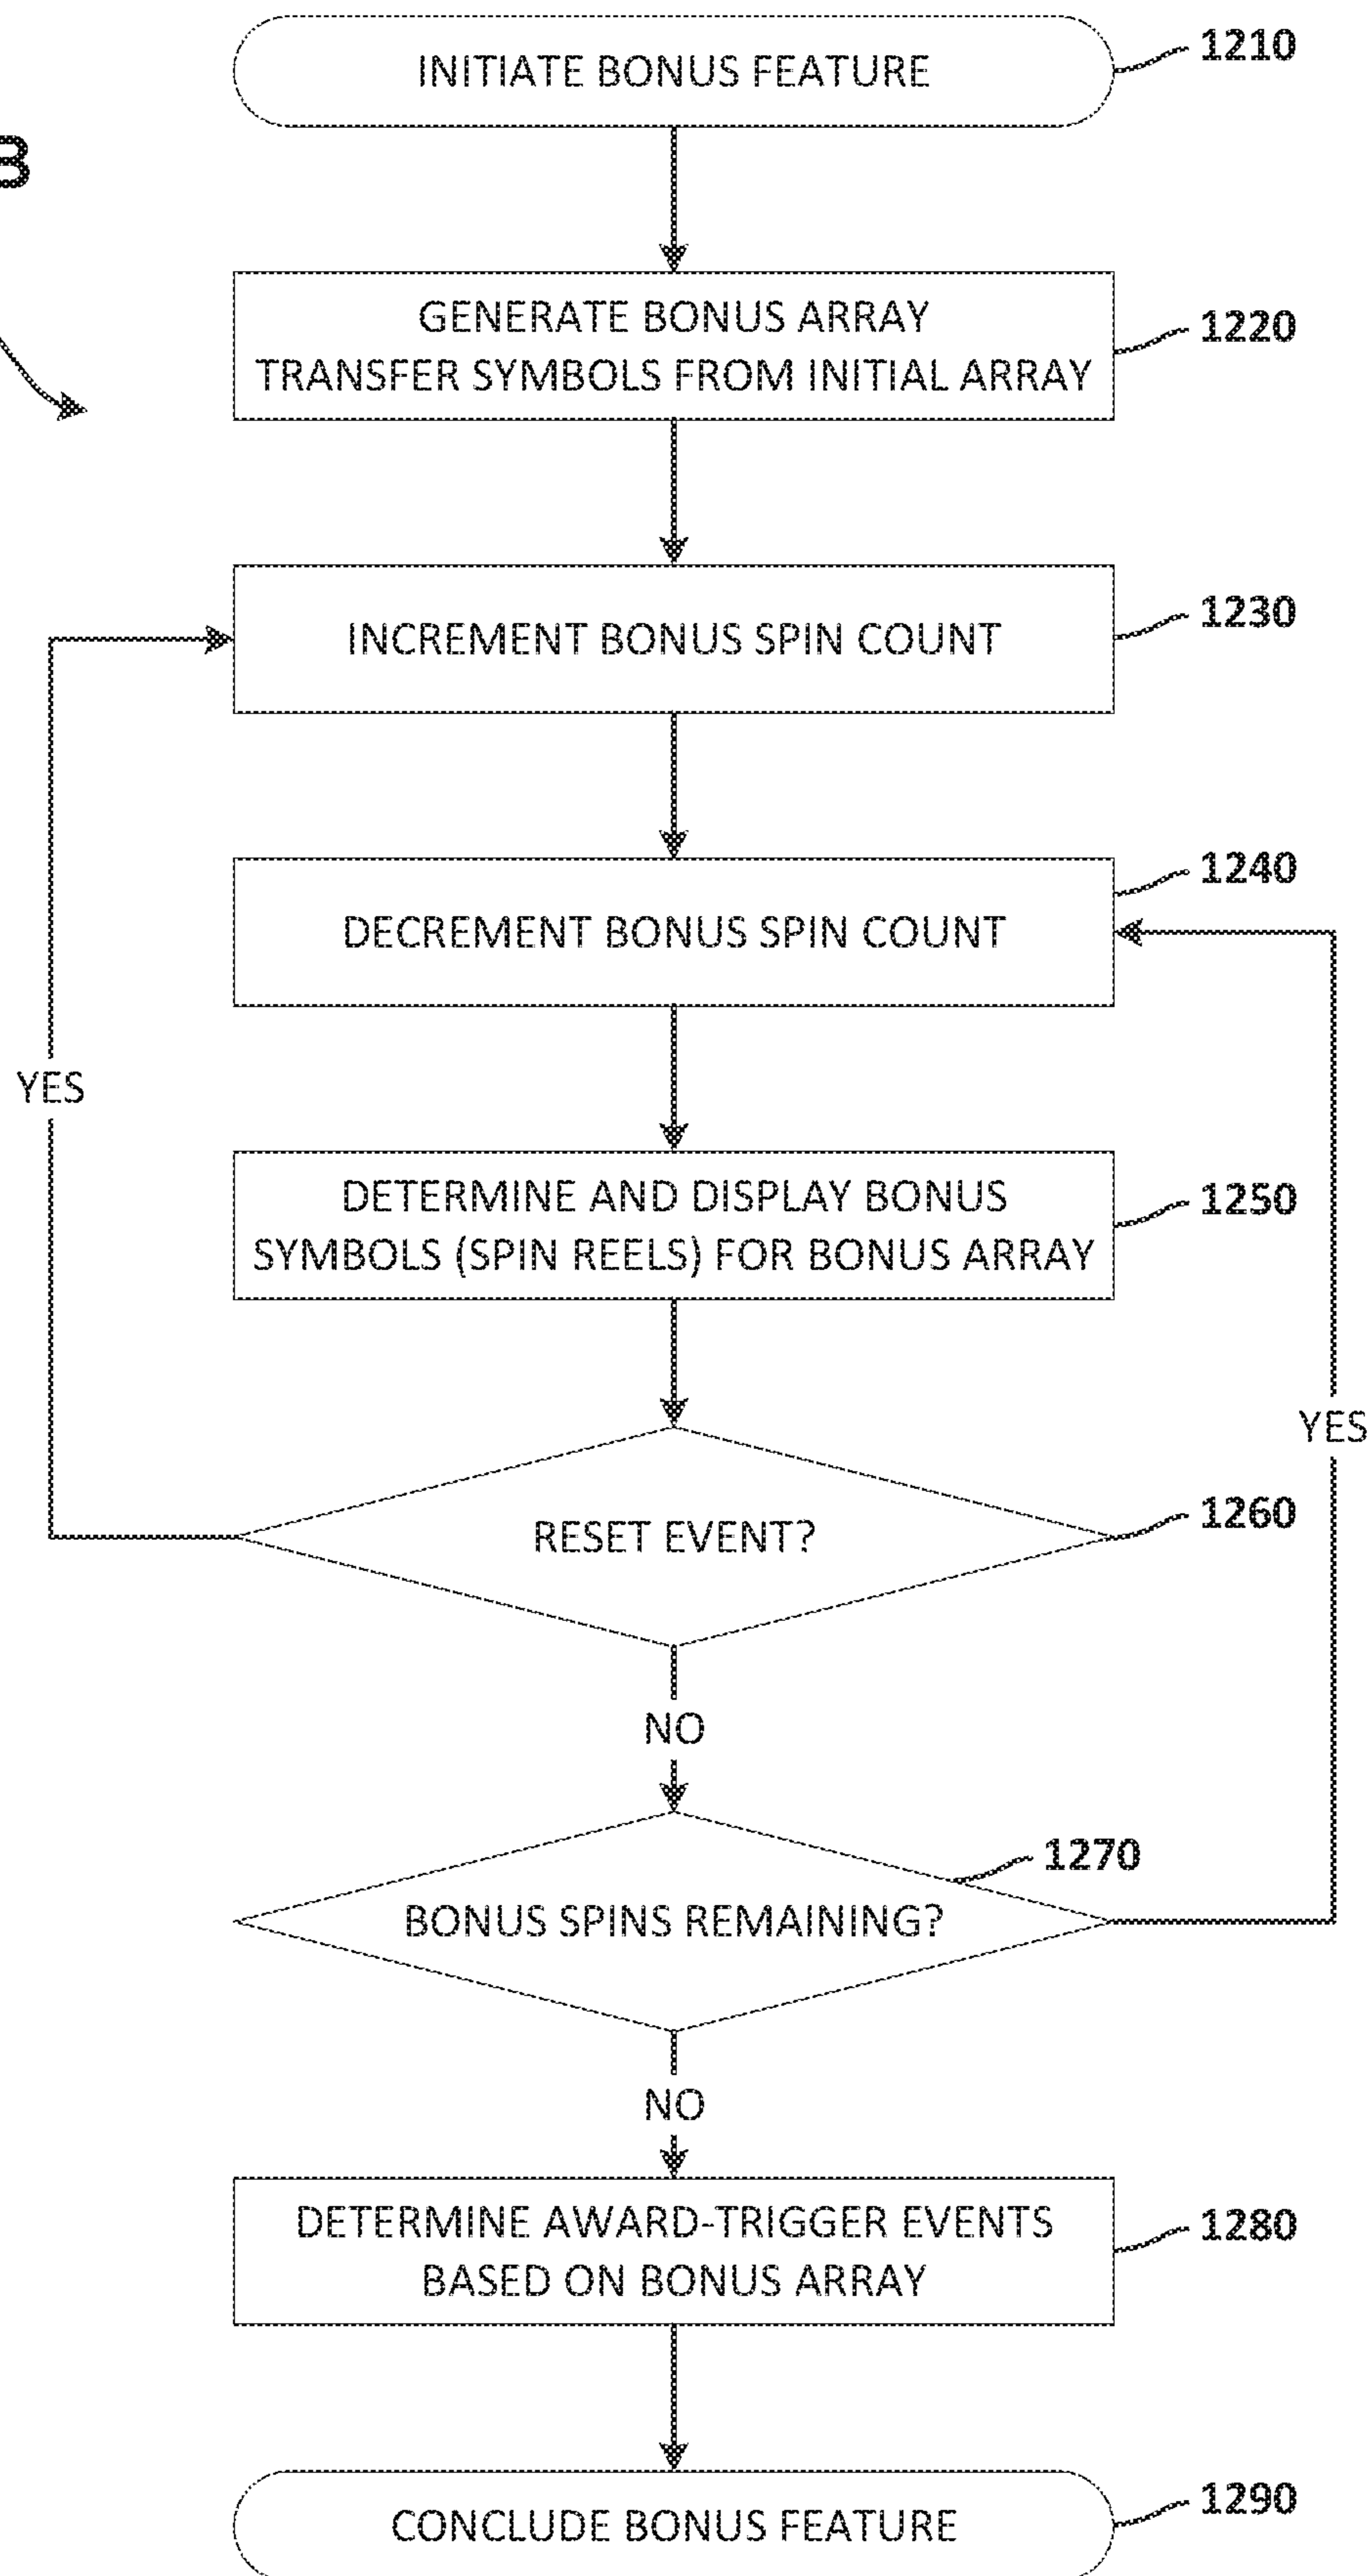 INITIATE BONUS FEATURE
1210
B
GENERATE BONUS ARRAY
TRANSFER SYMBOLS FROM INITIAL ARRAY
1220
INCREMENT BONUS SPIN COUNT
1230
DECREMENT BONUS SPIN COUNT
1240
YES
DETERMINE AND DISPLAY BONUS
SYMBOLS (SPIN REELS) FOR BONUS ARRAY
1250
YES
RESET EVENT?
1260
NO
BONUS SPINS REMAINING?
1270
NO
DETERMINE AWARD-TRIGGER EVENTS
BASED ON BONUS ARRAY
1280
CONCLUDE BONUS FEATURE
1290